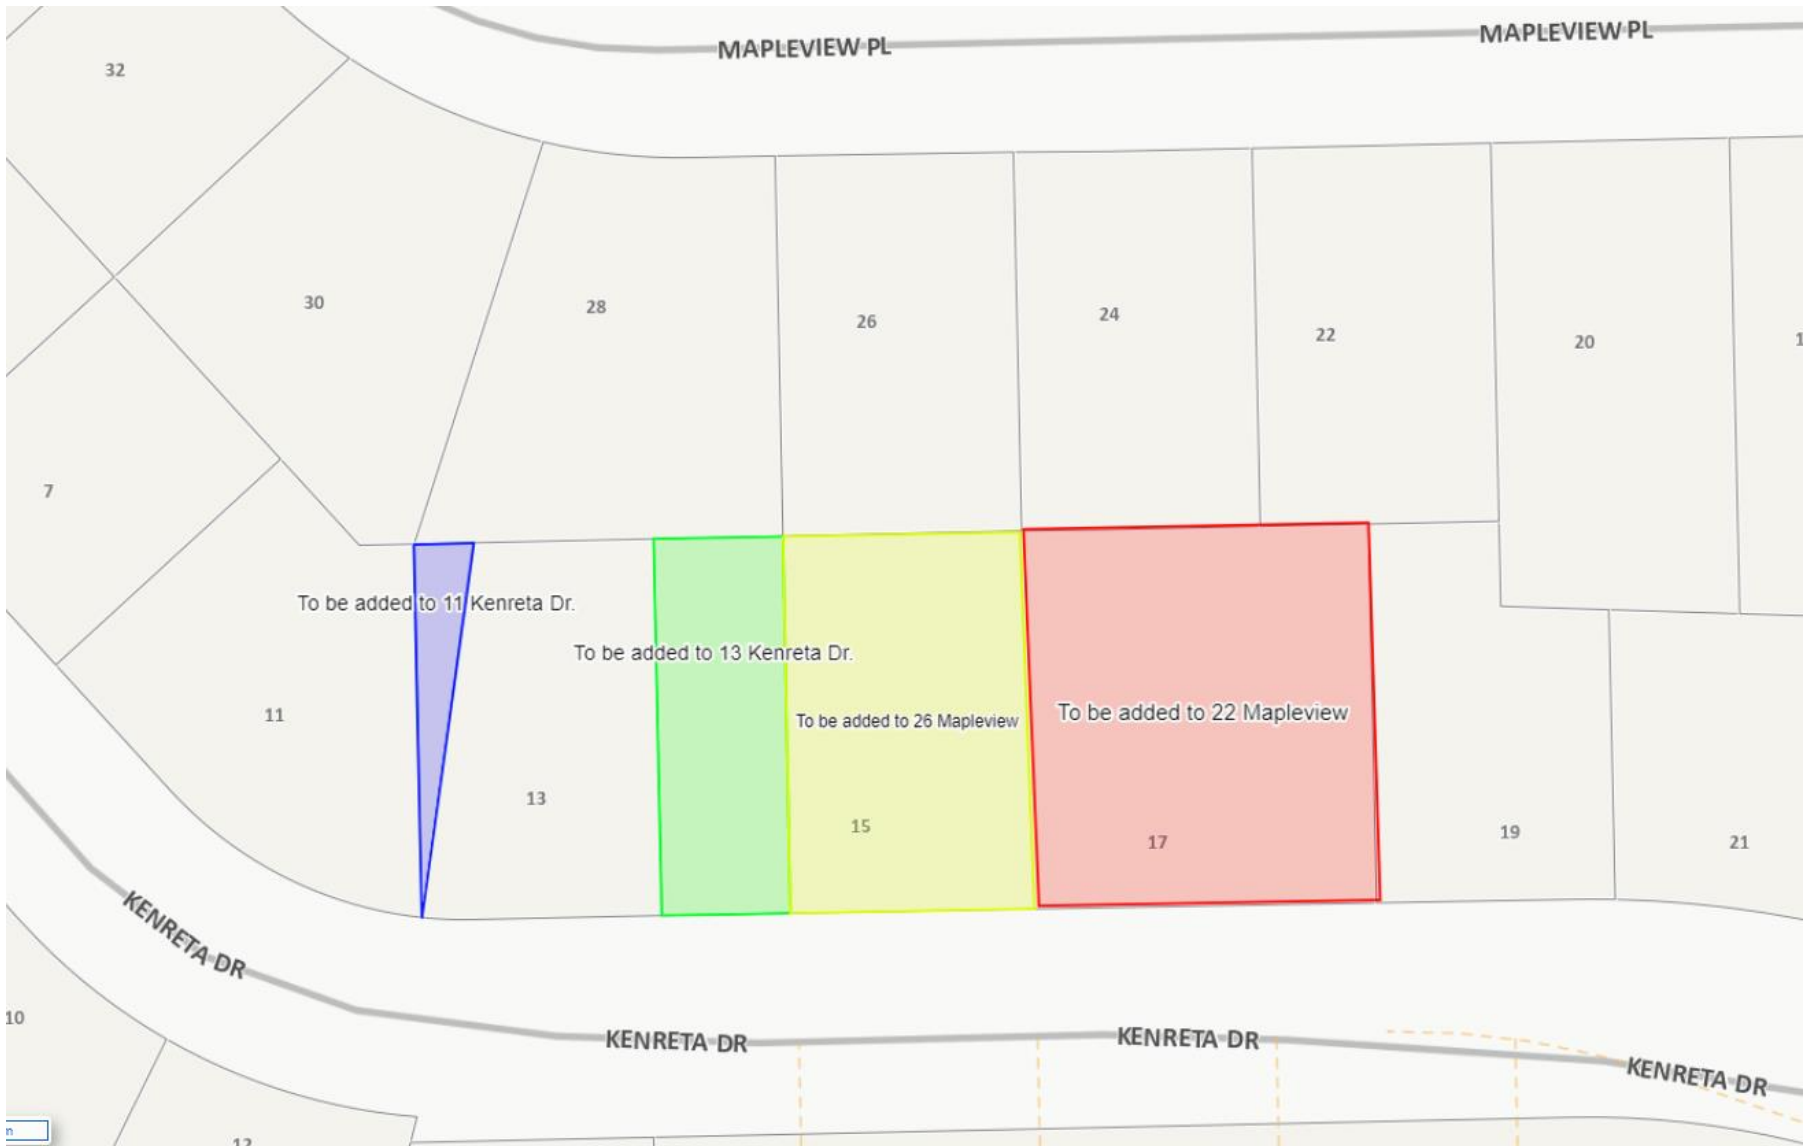 MAPLEVIEW PL
MAPLEVIEW PL
32
30
28
26
24
22
20
1
7
To be added to 11 Kenreta Dr.
To be added to 13 Kenreta Dr.
To be added to 26 Mapleview
To be added to 22 Mapleview
11
13
15
17
19
21
KENRETA DR
KENRETA DR
KENRETA DR
KENRETA DR
10
12